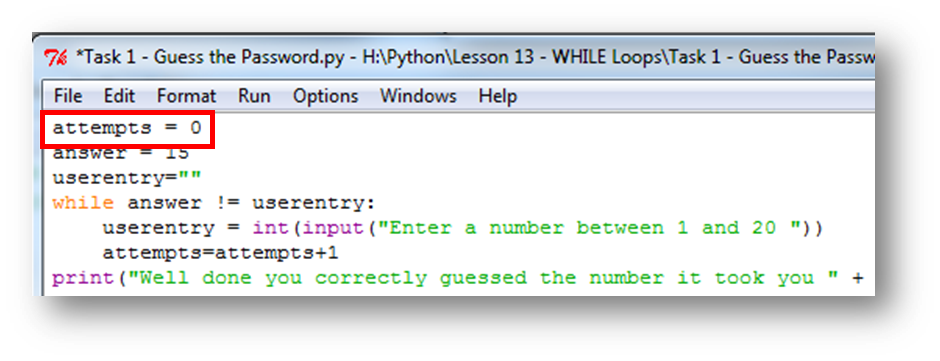 *Task 1 - Guess the Password.py - H:\Python\Lesson 13 - WHILE Loops\Task 1 - Guess the Passw
File Edit Format Run Options Windows Help
attempts = 0
answer = 15
userentry=""
while answer != userentry:
    userentry = int(input("Enter a number between 1 and 20 "))
    attempts=attempts+1
print("Well done you correctly guessed the number it took you " +